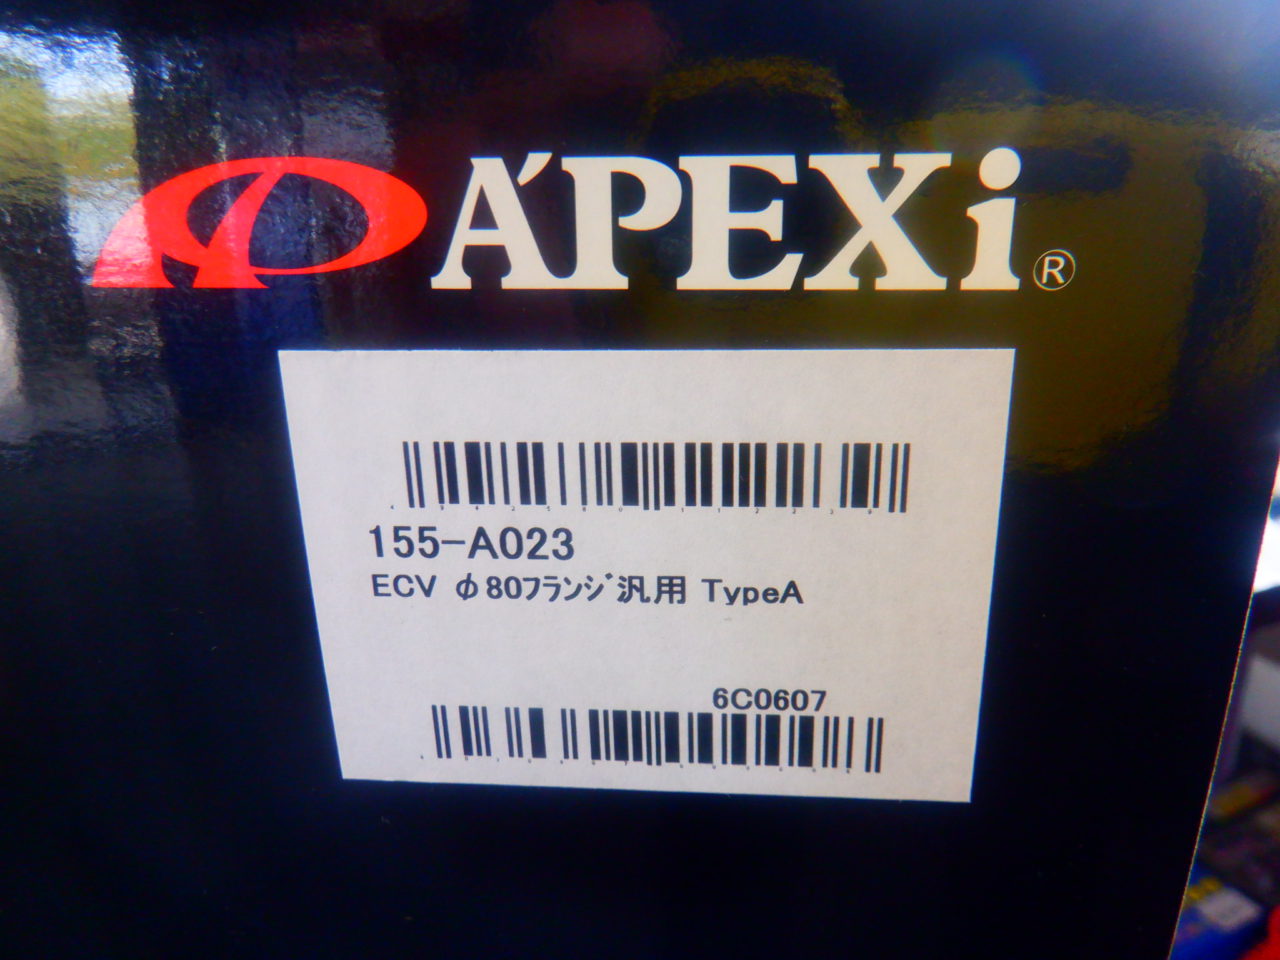 A'PEXi®
155-A023
ECV φ80ﾌﾗﾝｼﾞ汎用 TypeA
6C0607